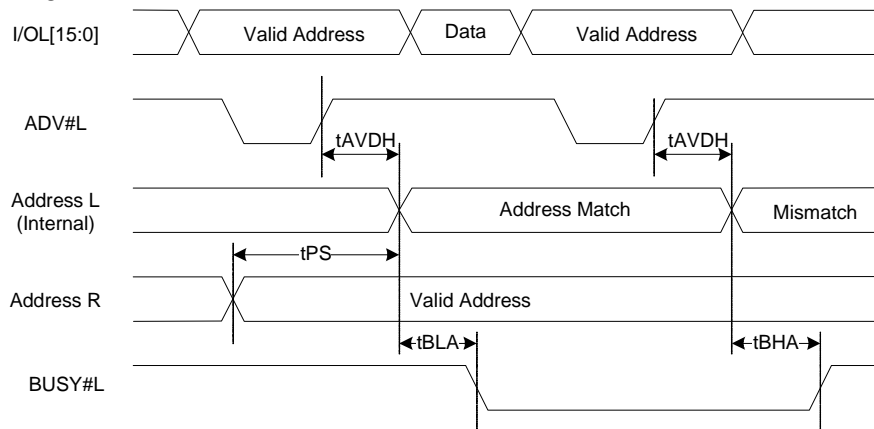 I/OL[15:0]
Valid Address
Data
Valid Address
ADV#L
tAVDH
tAVDH
Address L
(Internal)
Address Match
Mismatch
tPS
Address R
Valid Address
tBLA
tBHA
BUSY#L